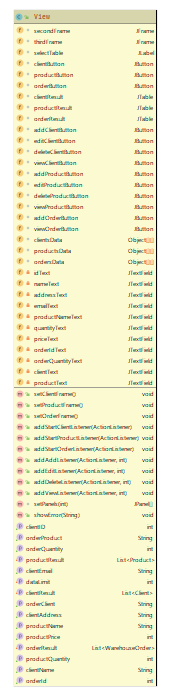 View
secondFrame JFrame
thirdFrame JFrame
selectTable JLabel
clientButton JButton
productButton JButton
orderButton JButton
clientResult JTable
productResult JTable
orderResult JTable
addClientButton JButton
editClientButton JButton
deleteClientButton JButton
viewClientButton JButton
addProductButton JButton
editProductButton JButton
deleteProductButton JButton
viewProductButton JButton
addOrderButton JButton
viewOrderButton JButton
clientsData Object[][]
productsData Object[][]
ordersData Object[][]
idText JTextField
nameText JTextField
addressText JTextField
emailText JTextField
productNameText JTextField
quantityText JTextField
priceText JTextField
orderIdText JTextField
orderQuantityText JTextField
clientText JTextField
productText JTextField
setClientFrame() void
setProductFrame() void
setOrderFrame() void
addStartClientListener(ActionListener) void
addStartProductListener(ActionListener) void
addStartOrderListener(ActionListener) void
addAddListener(ActionListener, int) void
addEditListener(ActionListener, int) void
addDeleteListener(ActionListener, int) void
addViewListener(ActionListener, int) void
setPanels(int) JPanel[]
showError(String) void
clientID int
orderProduct String
orderQuantity int
productResult List<Product>
clientEmail String
dataLimit int
clientResult List<Client>
orderClient String
clientAddress String
productName String
productPrice int
orderResult List<WarehouseOrder>
productQuantity int
clientName String
orderId int